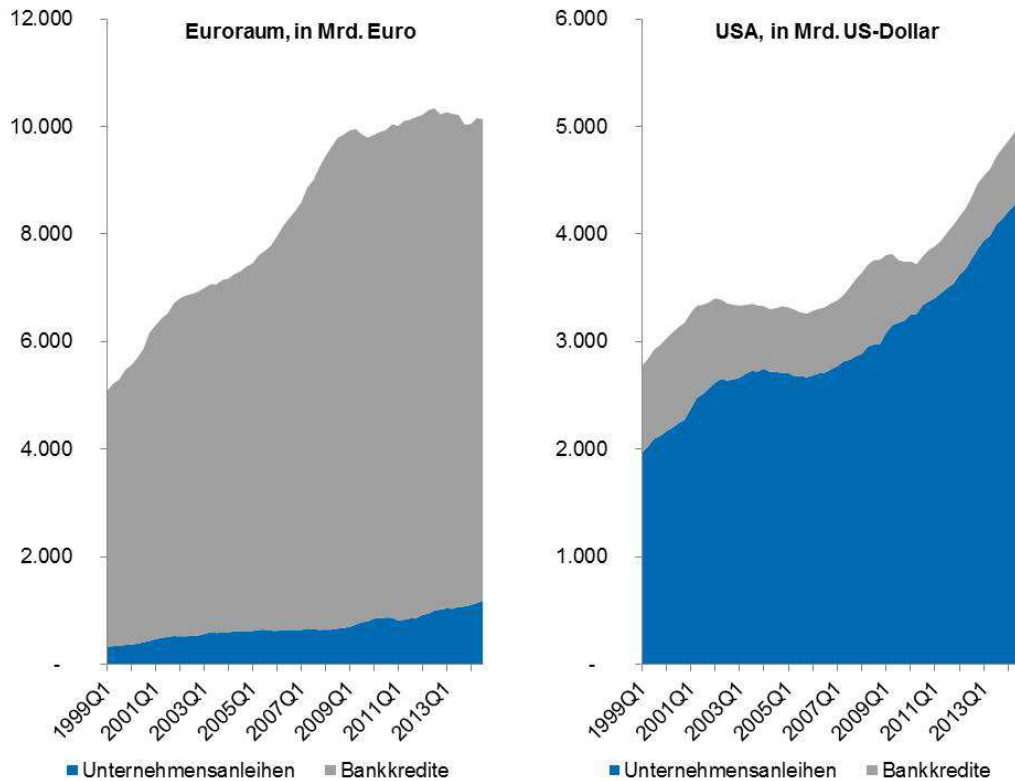 Euroraum, in Mrd. Euro
12.000
10.000
8.000
6.000
4.000
2.000
-
1999Q1
2001Q1
2003Q1
2005Q1
2007Q1
2009Q1
2011Q1
2013Q1
Unternehmensanleihen
Bankkredite
USA, in Mrd. US-Dollar
6.000
5.000
4.000
3.000
2.000
1.000
-
1999Q1
2001Q1
2003Q1
2005Q1
2007Q1
2009Q1
2011Q1
2013Q1
Unternehmensanleihen
Bankkredite